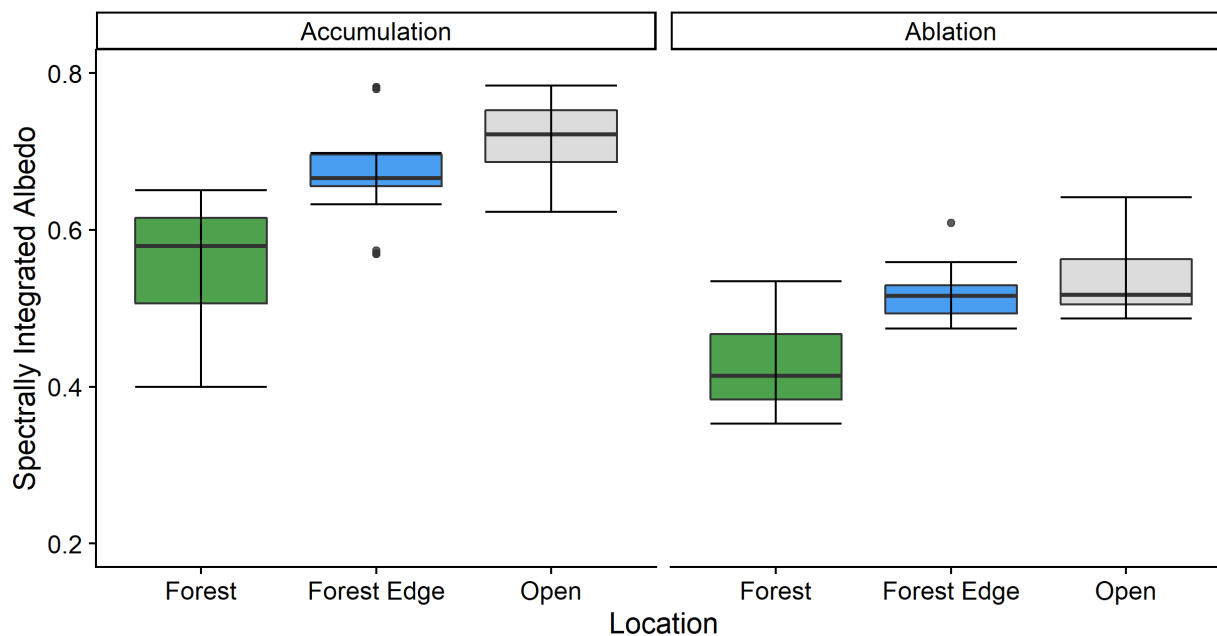 Accumulation
Ablation
Spectrally Integrated Albedo
0.8
0.6
0.4
0.2
Forest
Forest Edge
Open
Forest
Forest Edge
Open
Location